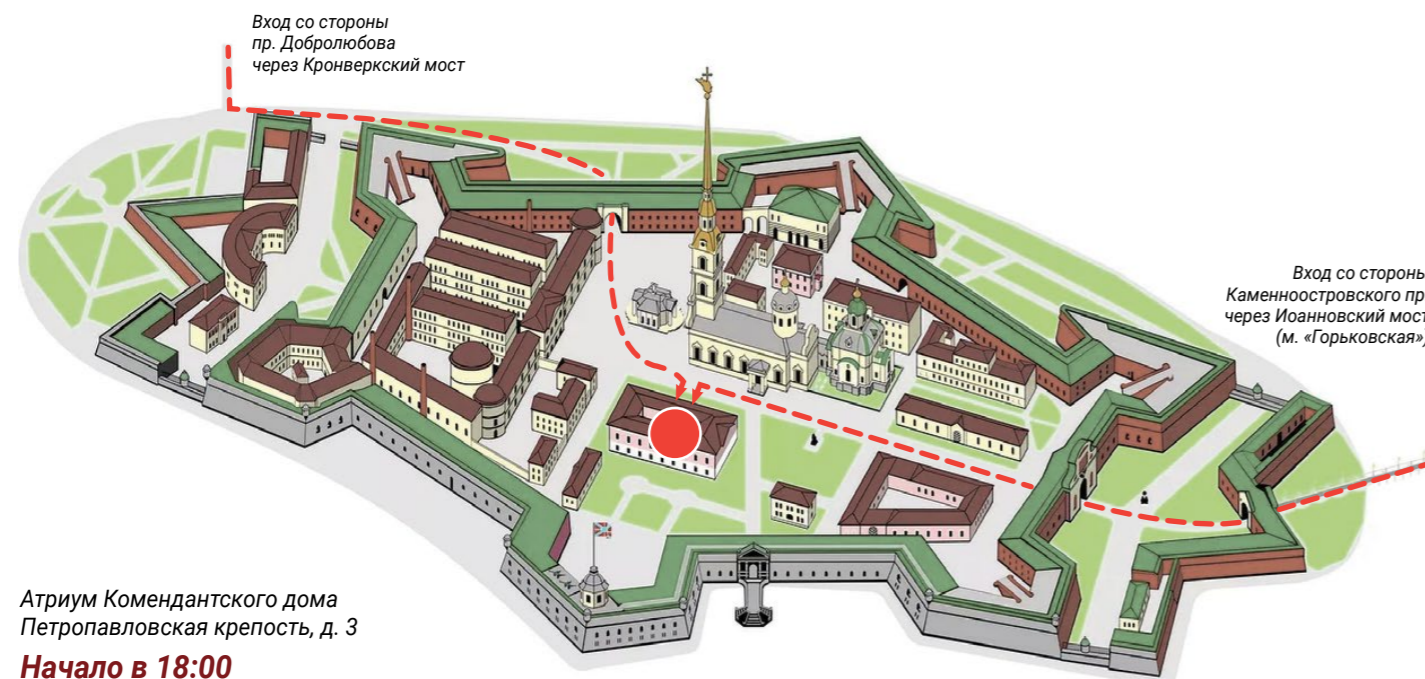 Вход со стороны
пр. Добролюбова
через Кронверкский мост
Вход со стороны
Каменноостровского пр
через Иоанновский мост
(м. «Горьковская»)
Атриум Комендантского дома
Петропавловская крепость, д. 3
Начало в 18:00